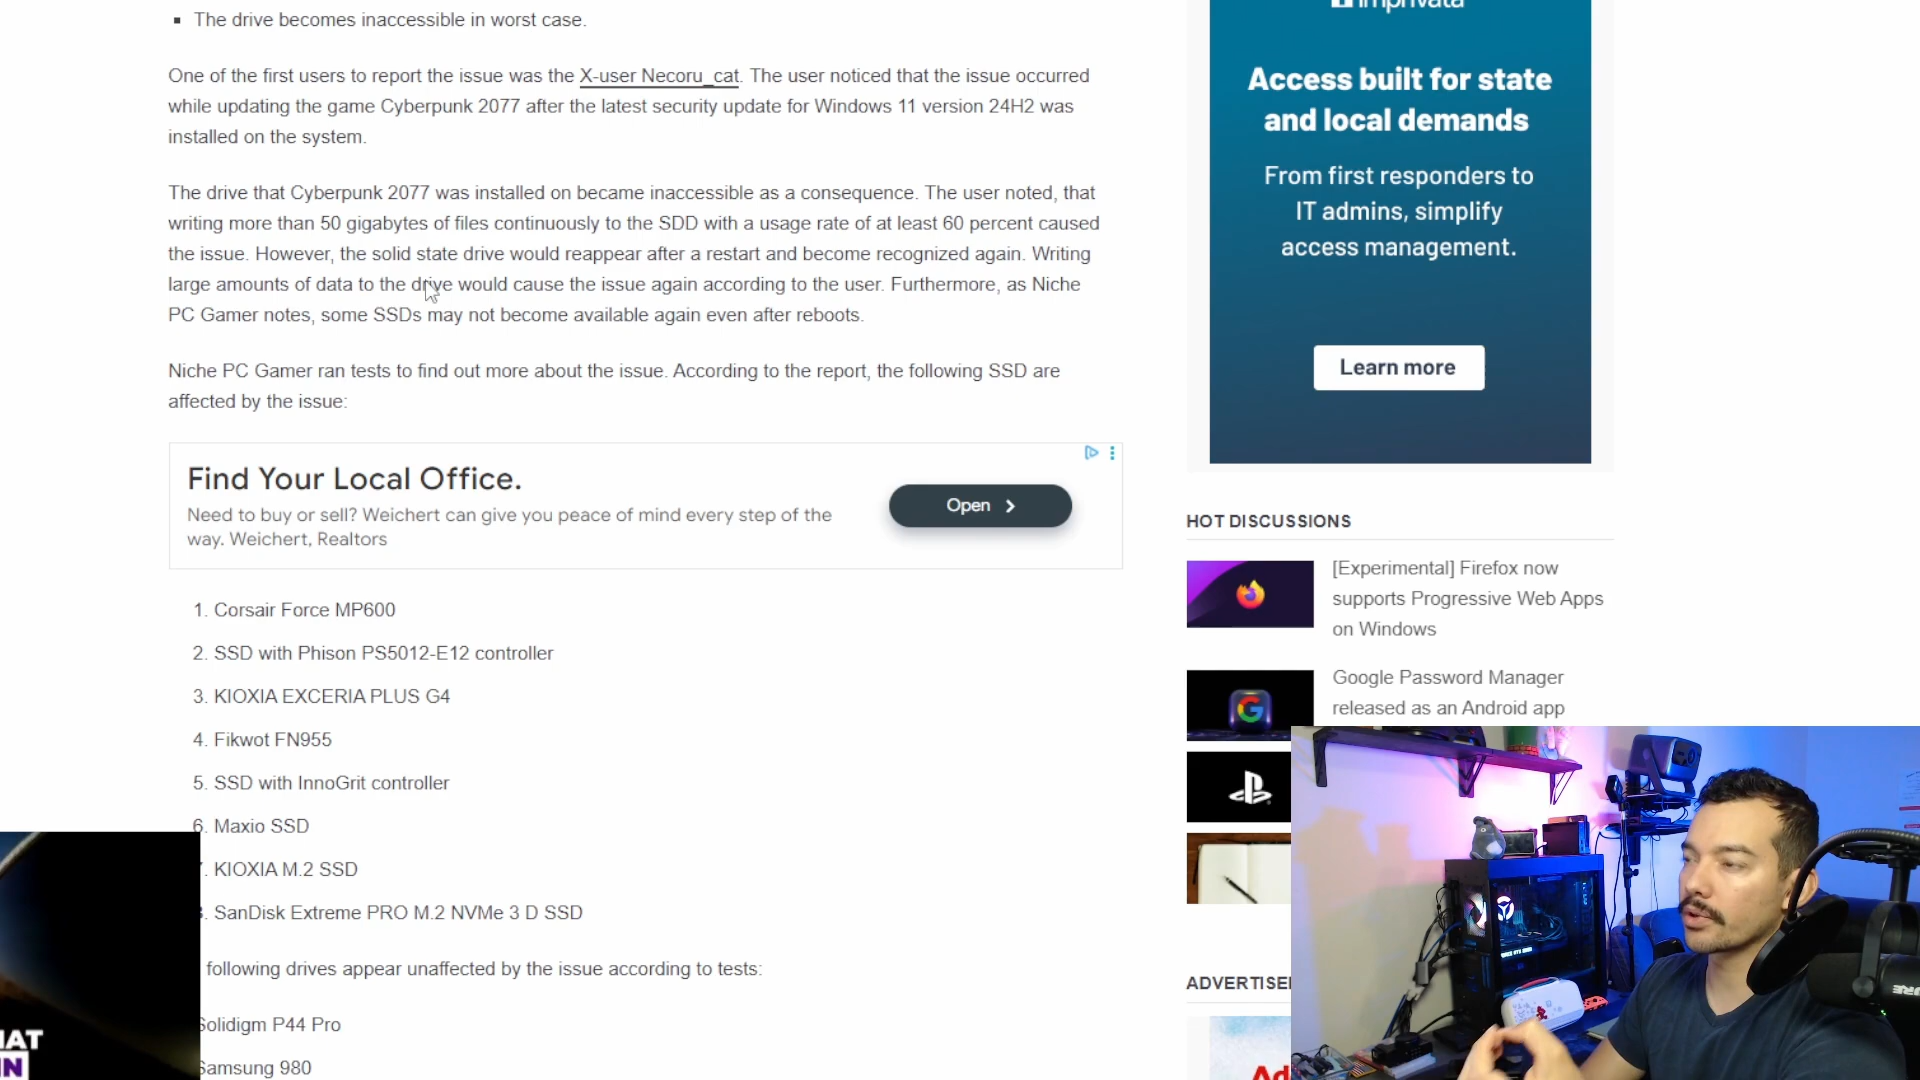 ▪ The drive becomes inaccessible in worst case.
One of the first users to report the issue was the X-user Necoru_cat. The user noticed that the issue occurred
while updating the game Cyberpunk 2077 after the latest security update for Windows 11 version 24H2 was
installed on the system.
The drive that Cyberpunk 2077 was installed on became inaccessible as a consequence. The user noted, that
writing more than 50 gigabytes of files continuously to the SDD with a usage rate of at least 60 percent caused
the issue. However, the solid state drive would reappear after a restart and become recognized again. Writing
large amounts of data to the drive would cause the issue again according to the user. Furthermore, as Niche
PC Gamer notes, some SSDs may not become available again even after reboots.
Niche PC Gamer ran tests to find out more about the issue. According to the report, the following SSD are
affected by the issue:
Find Your Local Office.
Need to buy or sell? Weichert can give you peace of mind every step of the
way. Weichert, Realtors
Open
1. Corsair Force MP600
2. SSD with Phison PS5012-E12 controller
3. KIOXIA EXCERIA PLUS G4
4. Fikwot FN955
5. SSD with InnoGrit controller
6. Maxio SSD
7. KIOXIA M.2 SSD
8. SanDisk Extreme PRO M.2 NVMe 3 D SSD
following drives appear unaffected by the issue according to tests:
Solidigm P44 Pro
Samsung 980
imprivata
Access built for state
and local demands
From first responders to
IT admins, simplify
access management.
Learn more
HOT DISCUSSIONS
[Experimental] Firefox now
supports Progressive Web Apps
on Windows
Google Password Manager
released as an Android app
ADVERTISE
Ad
HAT
IN